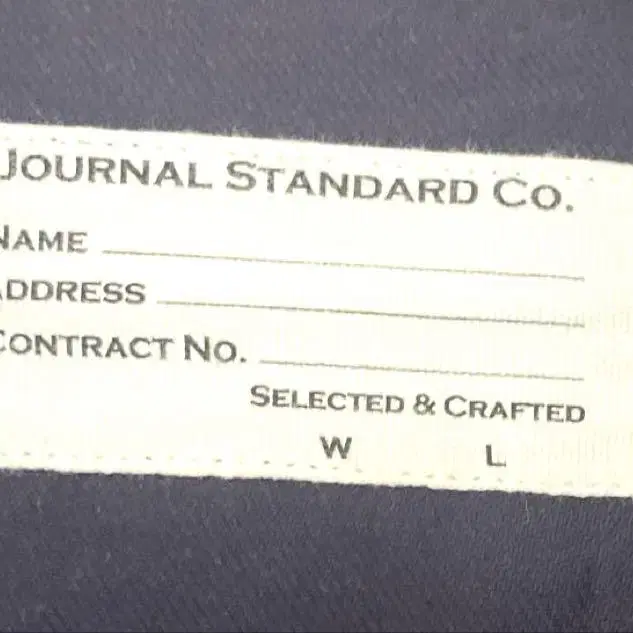 JOURNAL STANDARD CO.
NAME
ADDRESS
CONTRACT NO.
SELECTED & CRAFTED
W L